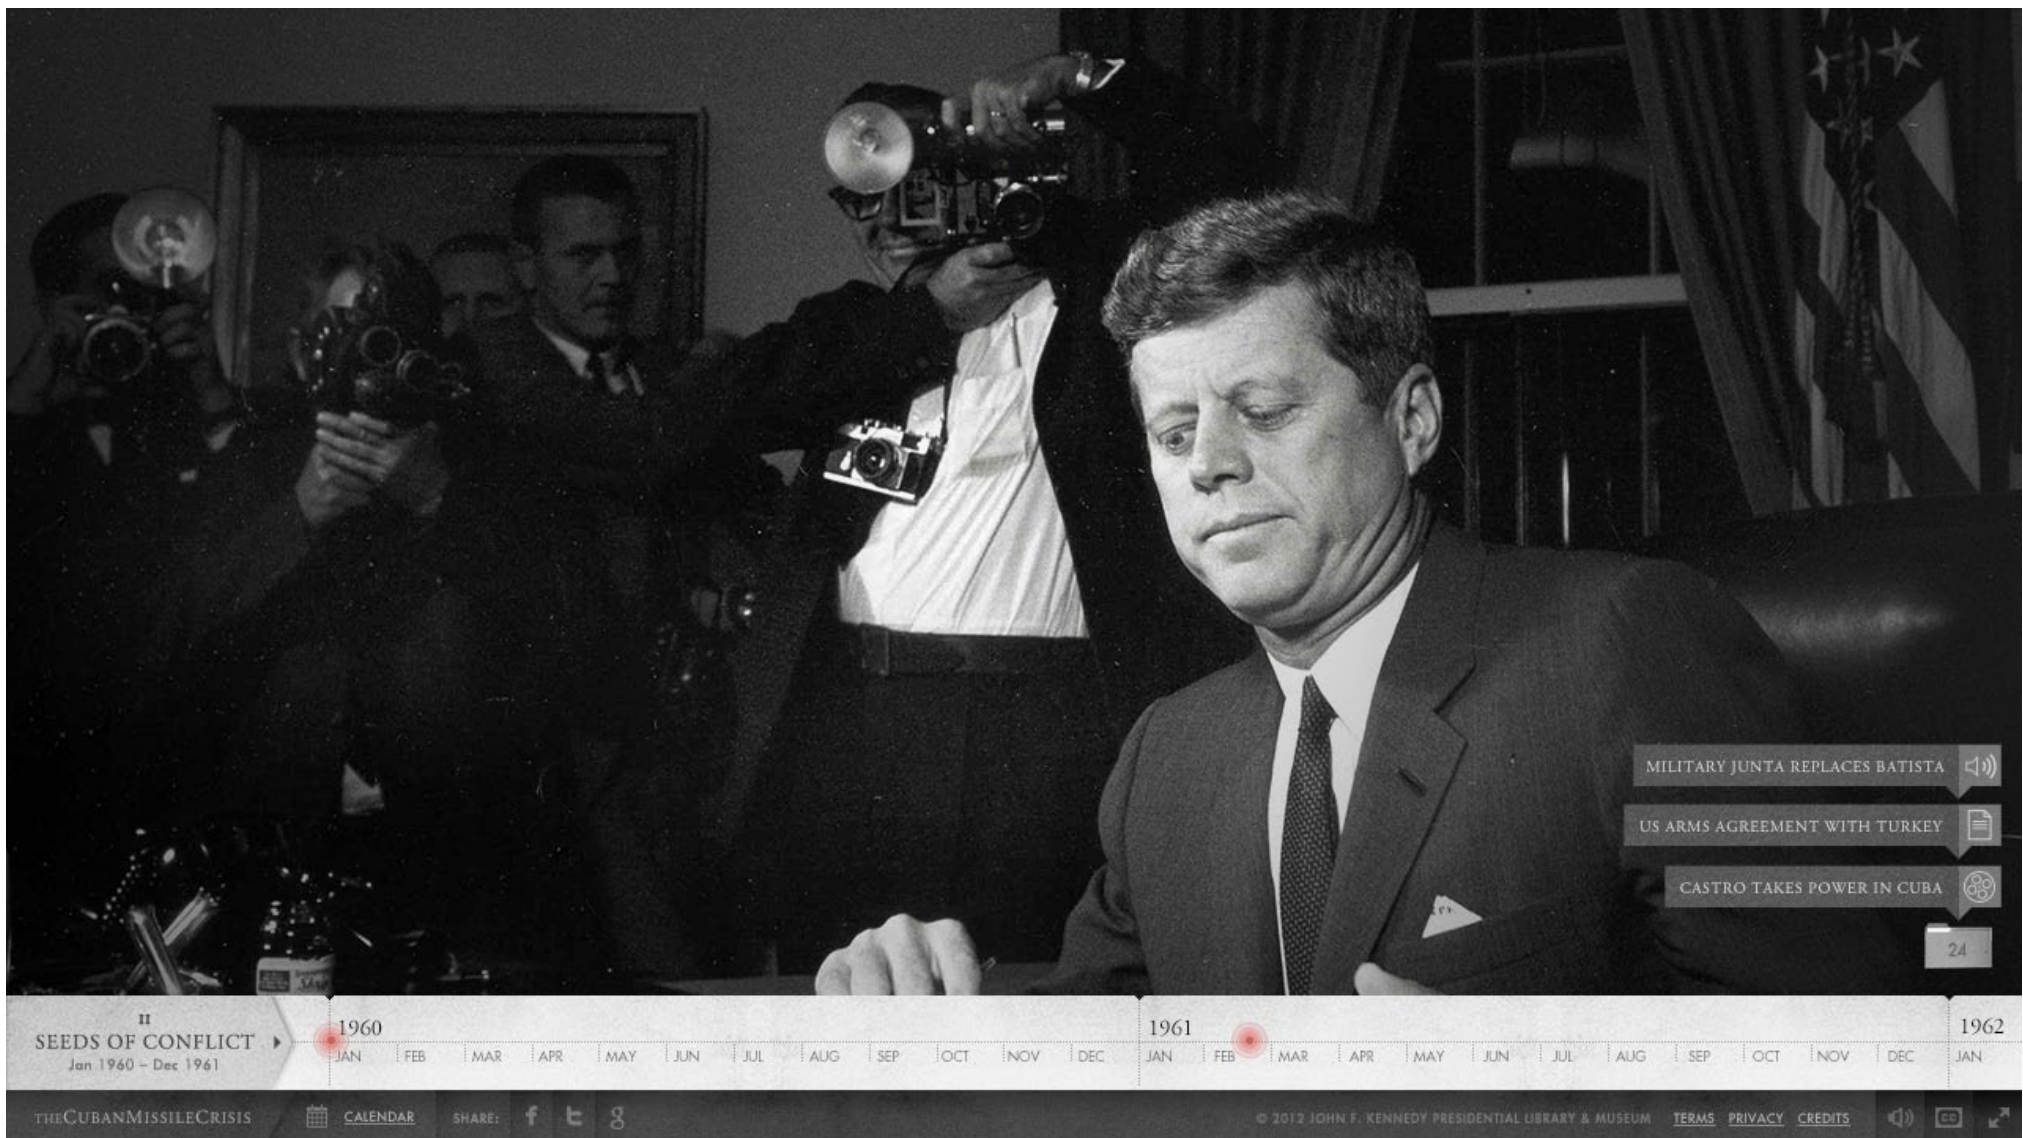 MILITARY JUNTA REPLACES BATISTA
US ARMS AGREEMENT WITH TURKEY
CASTRO TAKES POWER IN CUBA
24
II
SEEDS OF CONFLICT
Jan 1960 – Dec 1961
1960
JAN FEB MAR APR MAY JUN JUL AUG SEP OCT NOV DEC
1961
JAN FEB MAR APR MAY JUN JUL AUG SEP OCT NOV DEC
1962
JAN
THECUBANMISSILECRISIS
CALENDAR
SHARE: f t g
© 2012 JOHN F. KENNEDY PRESIDENTIAL LIBRARY & MUSEUM
TERMS PRIVACY CREDITS
CC